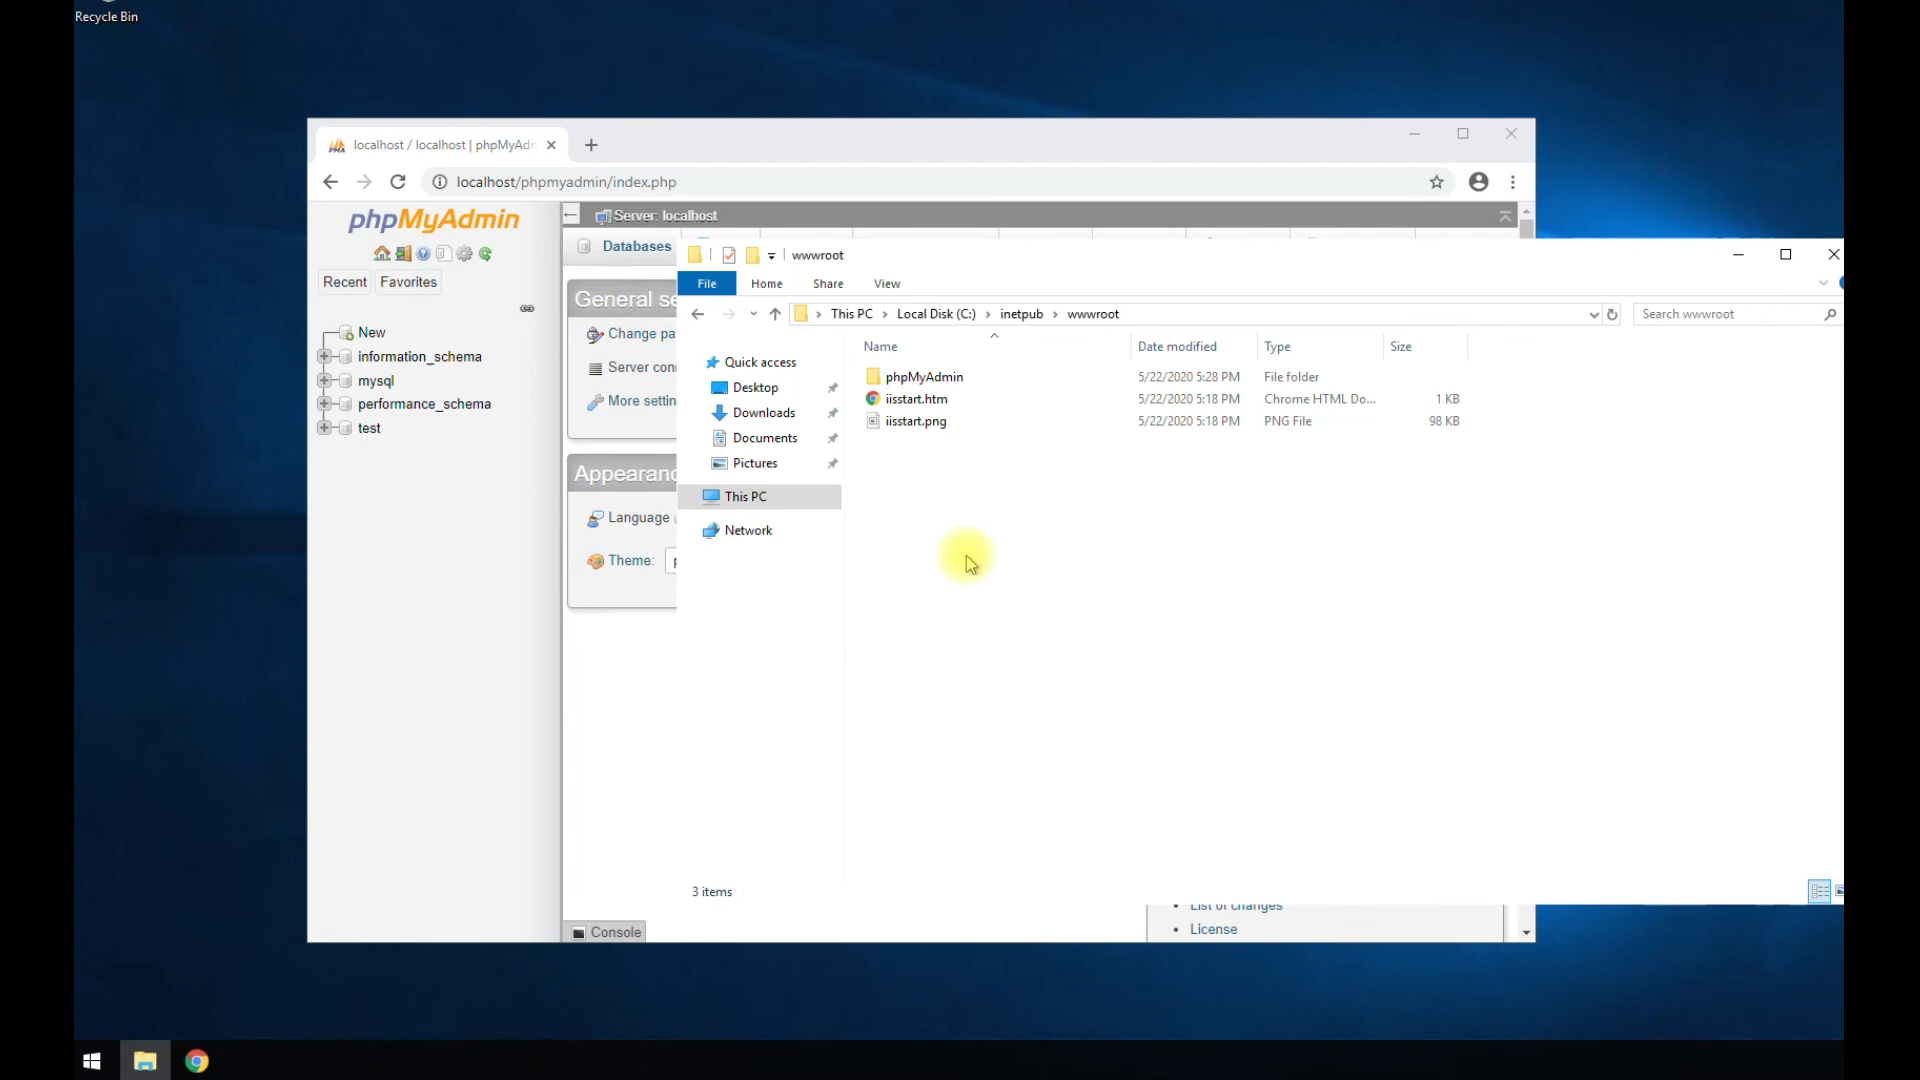 Recycle Bin
localhost / localhost | phpMyAdn
localhost/phpmyadmin/index.php
phpMyAdmin
Recent
Favorites
New
information_schema
mysql
performance_schema
test
Server: localhost
Databases
General se
Change pa
Server con
More settin
Appearanc
Language
Theme:
Console
wwwroot
File
Home
Share
View
This PC
Local Disk (C:)
inetpub
wwwroot
Search wwwroot
Quick access
Desktop
Downloads
Documents
Pictures
This PC
Network
Name Date modified Type Size
phpMyAdmin 5/22/2020 5:28 PM File folder
iisstart.htm 5/22/2020 5:18 PM Chrome HTML Do... 1 KB
iisstart.png 5/22/2020 5:18 PM PNG File 98 KB
3 items
List of changes
License